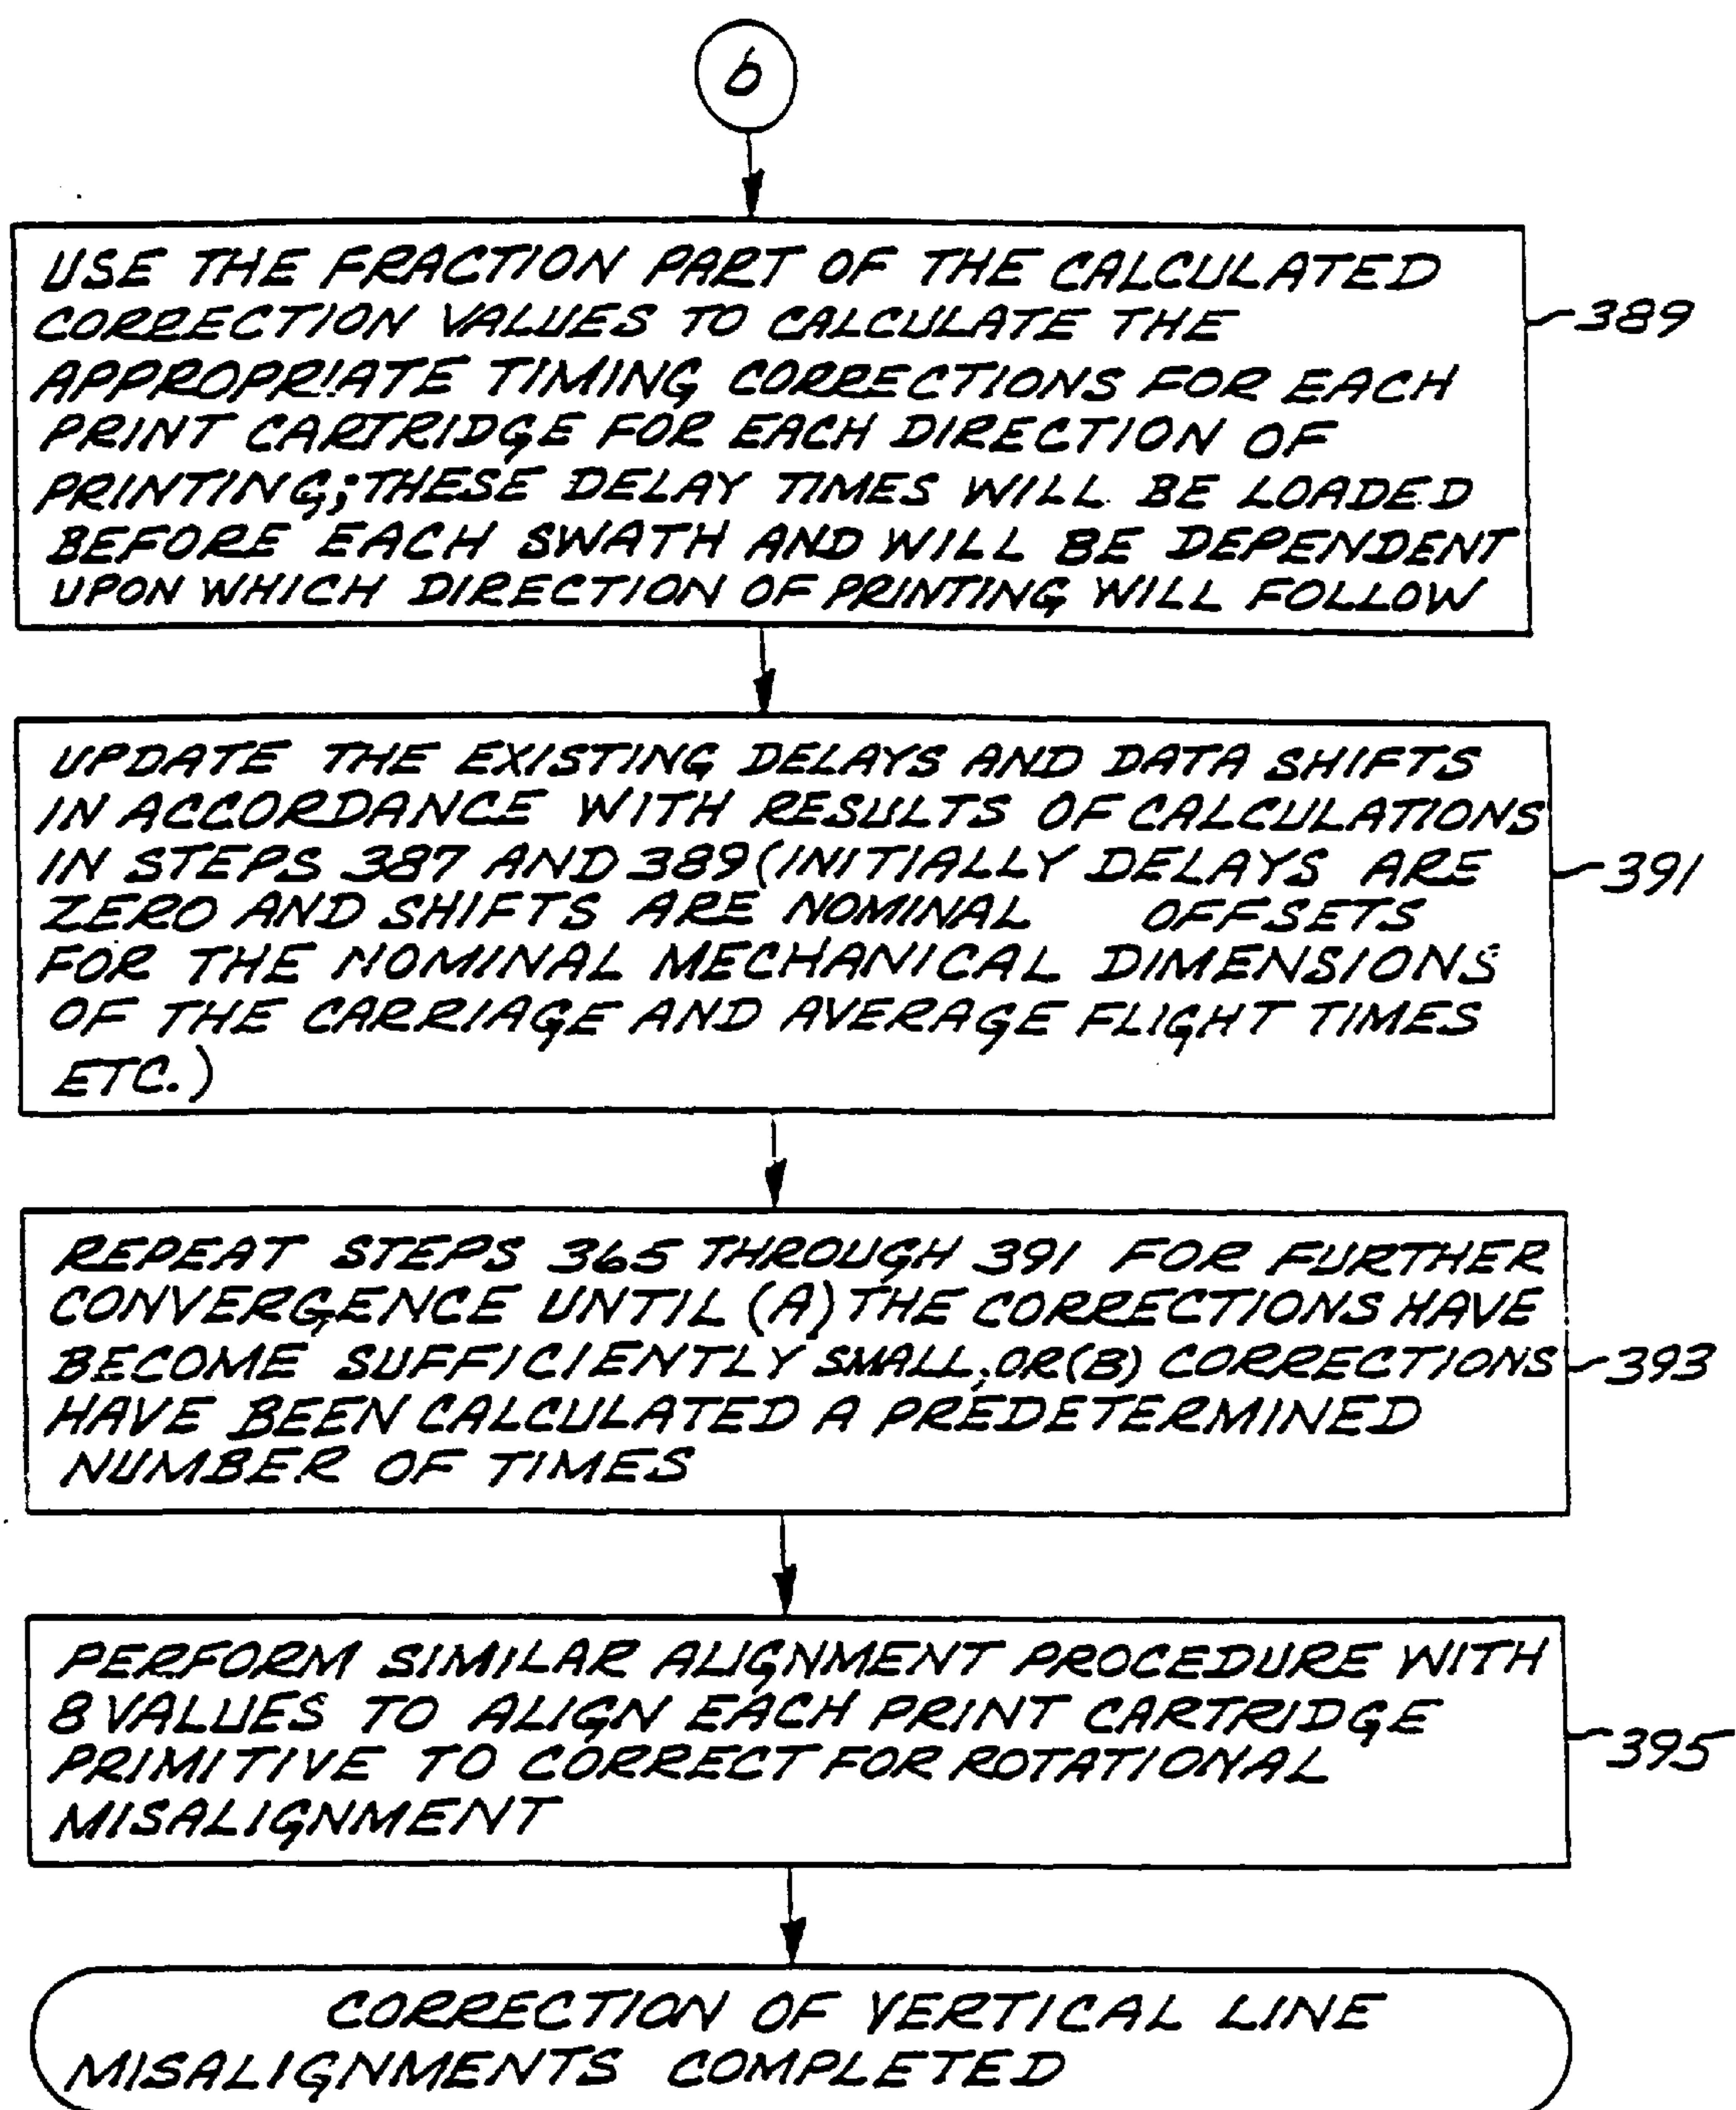 b
USE THE FRACTION PART OF THE CALCULATED
CORRECTION VALUES TO CALCULATE THE
APPROPRIATE TIMING CORRECTIONS FOR EACH
PRINT CARTRIDGE FOR EACH DIRECTION OF
PRINTING; THESE DELAY TIMES WILL BE LOADED
BEFORE EACH SWATH AND WILL BE DEPENDENT
UPON WHICH DIRECTION OF PRINTING WILL FOLLOW
389
UPDATE THE EXISTING DELAYS AND DATA SHIFTS
IN ACCORDANCE WITH RESULTS OF CALCULATIONS
IN STEPS 387 AND 389 (INITIALLY DELAYS ARE
ZERO AND SHIFTS ARE NOMINAL OFFSETS
FOR THE NOMINAL MECHANICAL DIMENSIONS
OF THE CARRIAGE AND AVERAGE FLIGHT TIMES
ETC.)
391
REPEAT STEPS 365 THROUGH 391 FOR FURTHER
CONVERGENCE UNTIL (A) THE CORRECTIONS HAVE
BECOME SUFFICIENTLY SMALL, OR (B) CORRECTIONS
HAVE BEEN CALCULATED A PREDETERMINED
NUMBER OF TIMES
393
PERFORM SIMILAR ALIGNMENT PROCEDURE WITH
8 VALUES TO ALIGN EACH PRINT CARTRIDGE
PRIMITIVE TO CORRECT FOR ROTATIONAL
MISALIGNMENT
395
CORRECTION OF VERTICAL LINE
MISALIGNMENTS COMPLETED